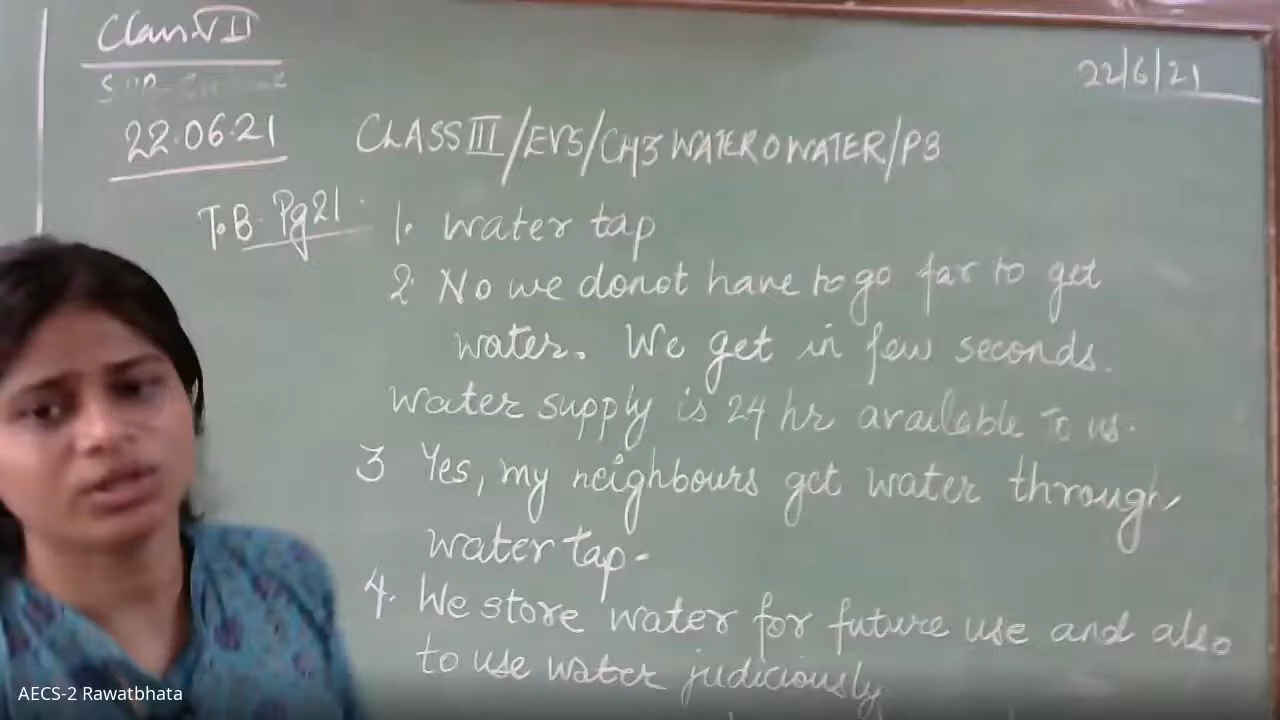 Class VII
22.06.21
22/6/21
CLASS III/EVS/CH3 WATER O WATER/P3
T.B. Pg 21
1. Water tap
2. No we donot have to go far to get
water. We get in few seconds.
Water supply is 24 hr available to us.
3 Yes, my neighbours get water through
water tap.
4. We store water for future use and also
to use water judiciously
AECS-2 Rawatbhata